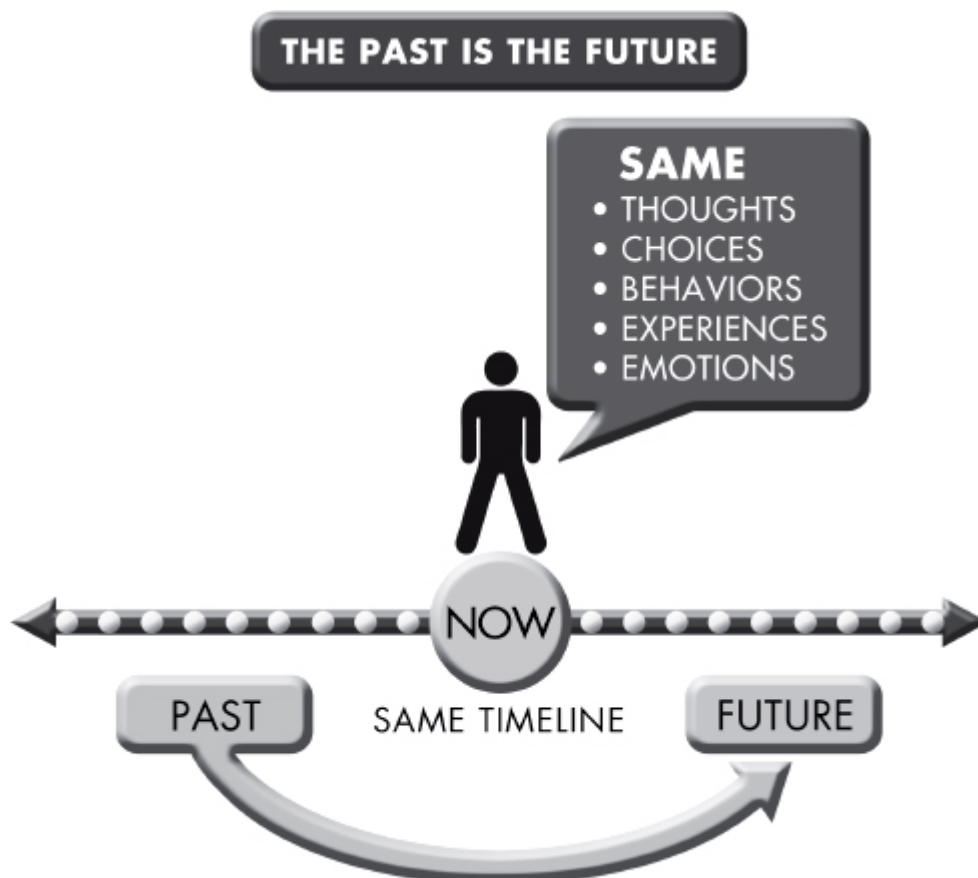 THE PAST IS THE FUTURE
SAME
• THOUGHTS
• CHOICES
• BEHAVIORS
• EXPERIENCES
• EMOTIONS
NOW
PAST
SAME TIMELINE
FUTURE